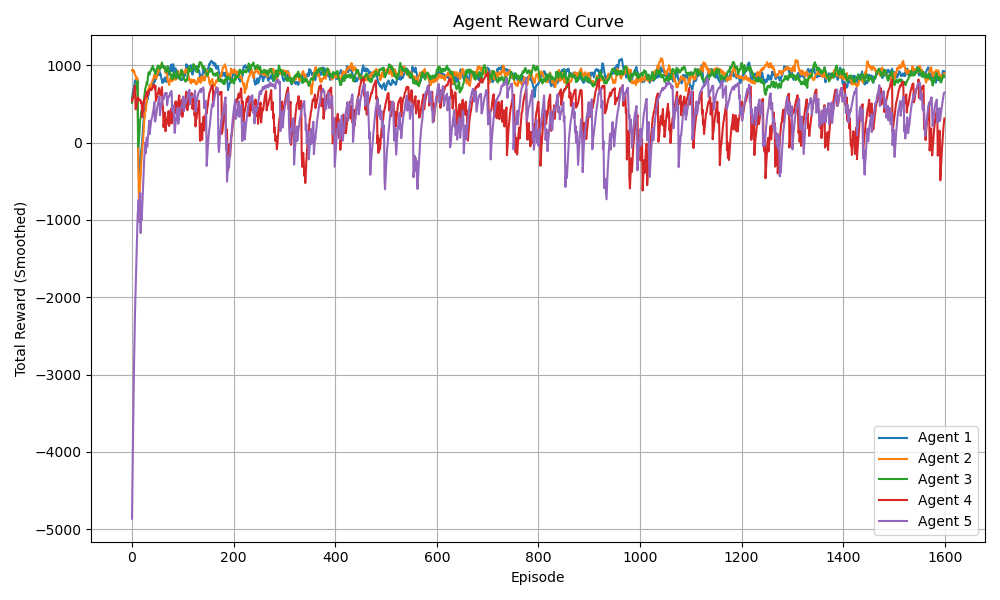 Agent Reward Curve
Total Reward (Smoothed)
1000
0
−1000
−2000
−3000
−4000
−5000
Agent 1
Agent 2
Agent 3
Agent 4
Agent 5
0 200 400 600 800 1000 1200 1400 1600
Episode